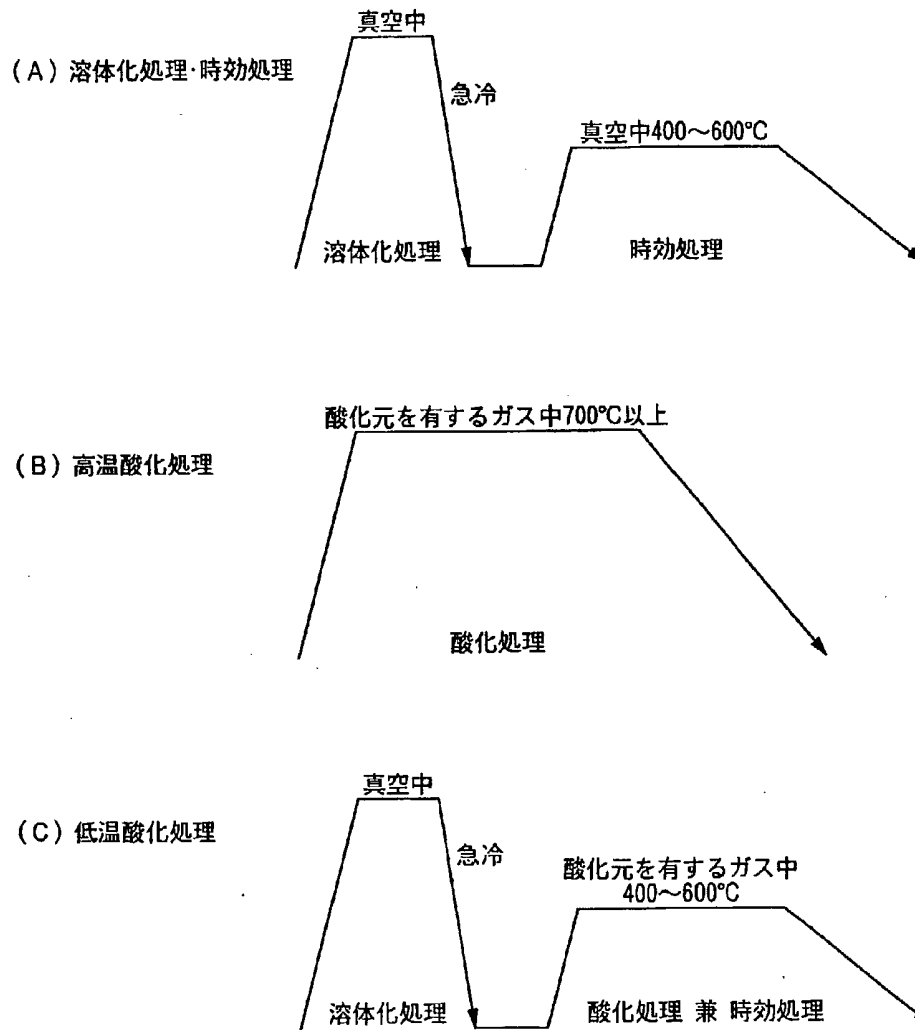 真空中
(A) 溶体化処理・時効処理
急冷
真空中400〜600℃
溶体化処理
時効処理
酸化元を有するガス中700℃以上
(B) 高温酸化処理
酸化処理
真空中
(C) 低温酸化処理
急冷
酸化元を有するガス中
400〜600℃
溶体化処理
酸化処理 兼 時効処理